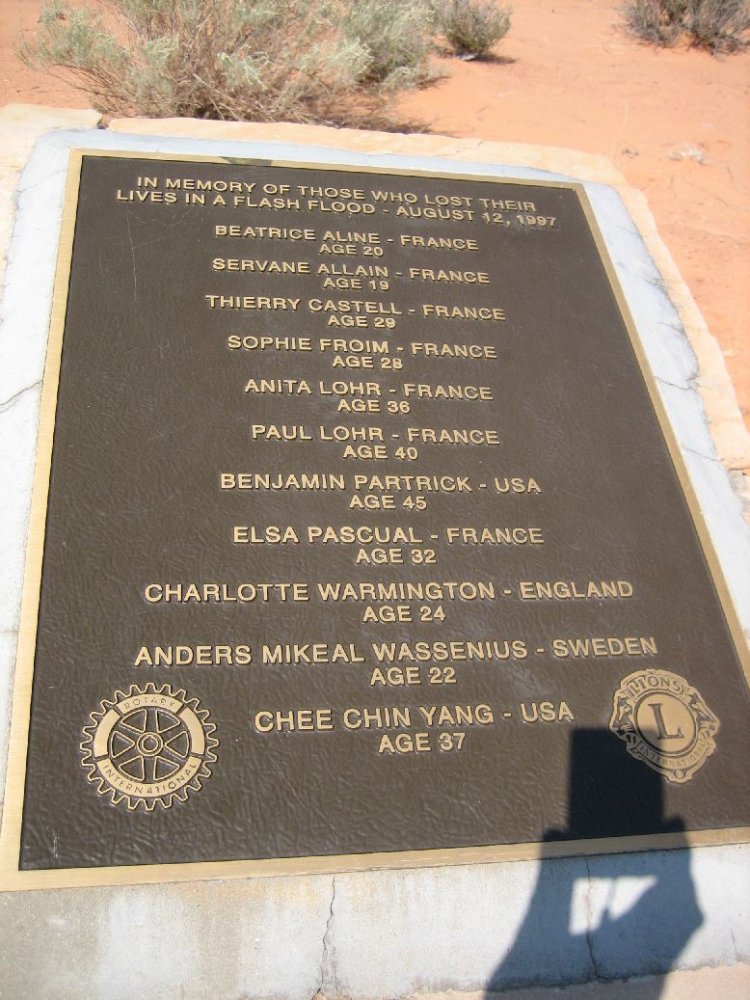 IN MEMORY OF THOSE WHO LOST THEIR
LIVES IN A FLASH FLOOD - AUGUST 12, 1997
BEATRICE ALINE - FRANCE
AGE 20
SERVANE ALLAIN - FRANCE
AGE 19
THIERRY CASTELL - FRANCE
AGE 29
SOPHIE FROIM - FRANCE
AGE 28
ANITA LOHR - FRANCE
AGE 36
PAUL LOHR - FRANCE
AGE 40
BENJAMIN PARTRICK - USA
AGE 45
ELSA PASCUAL - FRANCE
AGE 32
CHARLOTTE WARMINGTON - ENGLAND
AGE 24
ANDERS MIKEAL WASSENIUS - SWEDEN
AGE 22
CHEE CHIN YANG - USA
AGE 37
ROTARY
INTERNATIONAL
LIONS
L
INTERNATIONAL